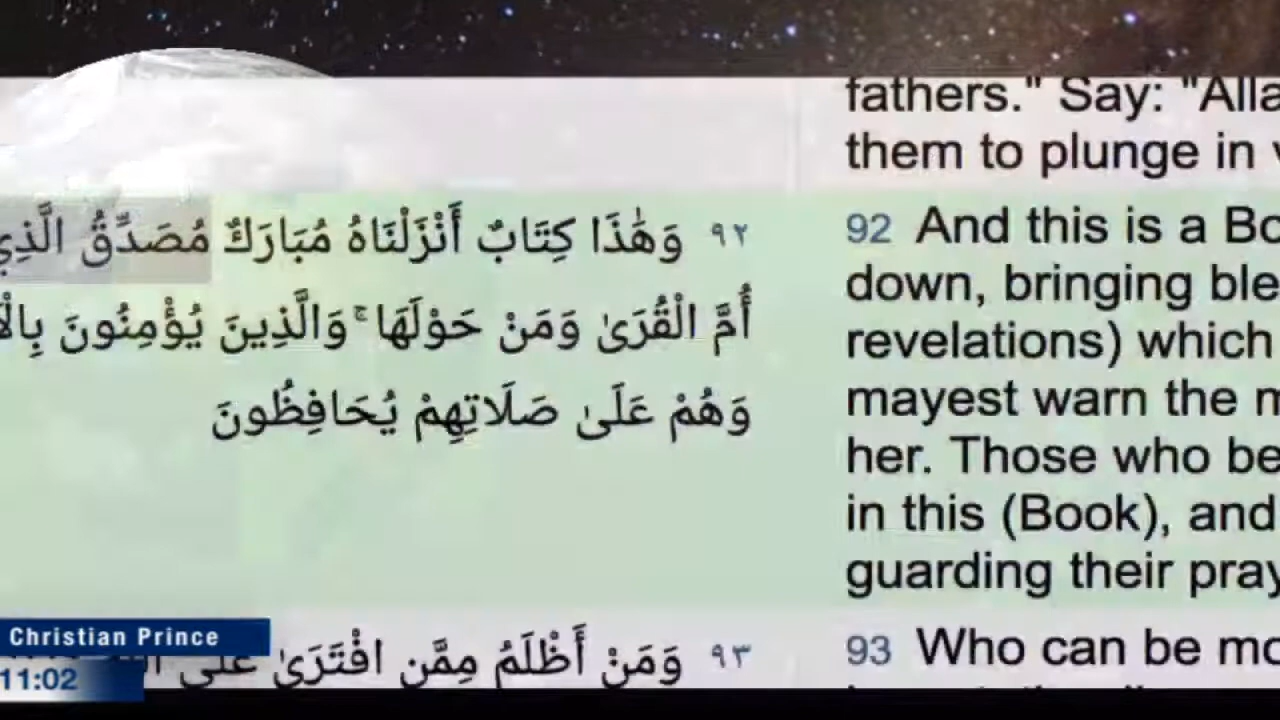 fathers." Say: "Alla
them to plunge in
٩٢ وَهَٰذَا كِتَابٌ أَنْزَلْنَاهُ مُبَارَكٌ مُصَدِّقُ الَّذِي
أُمَّ الْقُرَىٰ وَمَنْ حَوْلَهَا ۚ وَالَّذِينَ يُؤْمِنُونَ
وَهُمْ عَلَىٰ صَلَاتِهِمْ يُحَافِظُونَ
92 And this is a Bo
down, bringing ble
revelations) which
mayest warn the m
her. Those who be
in this (Book), and
guarding their pray
٩٣ وَمَنْ أَظْلَمُ مِمَّنِ افْتَرَىٰ عَلَى
93 Who can be mo
Christian Prince
11:02